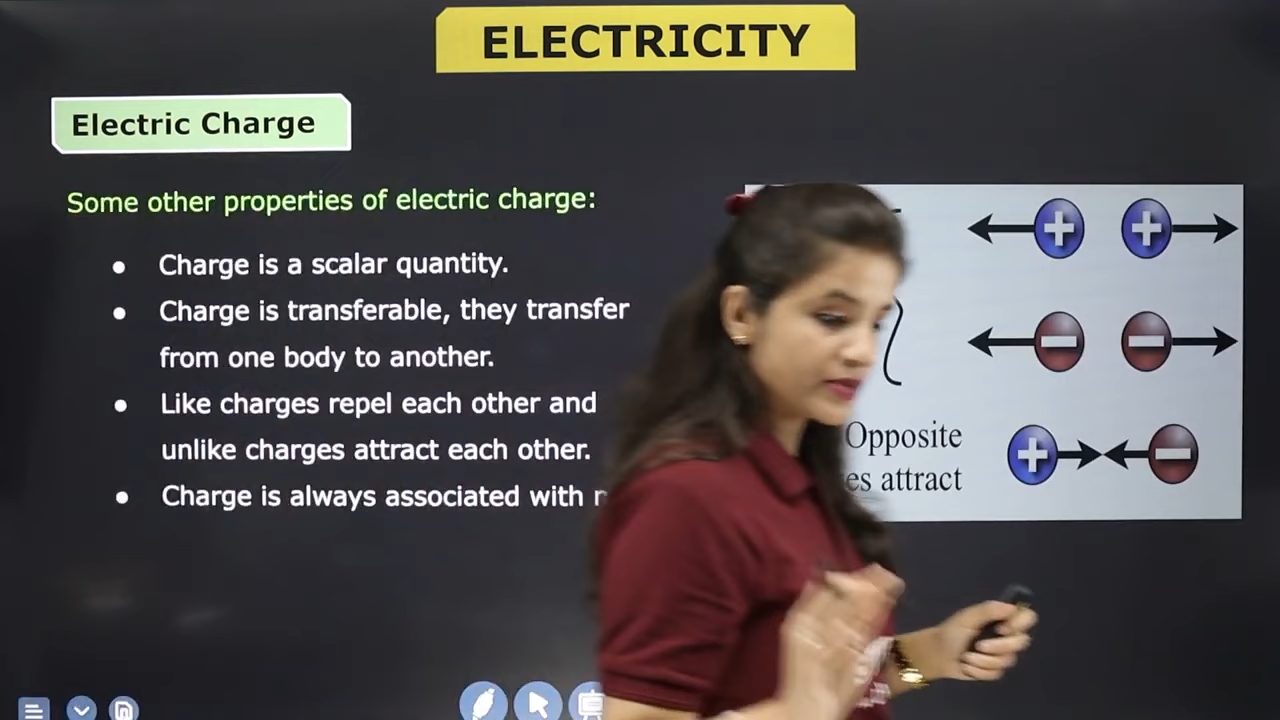 ELECTRICITY
Electric Charge
Some other properties of electric charge:
• Charge is a scalar quantity.
• Charge is transferable, they transfer
from one body to another.
• Like charges repel each other and
unlike charges attract each other.
• Charge is always associated with
Opposite
attract